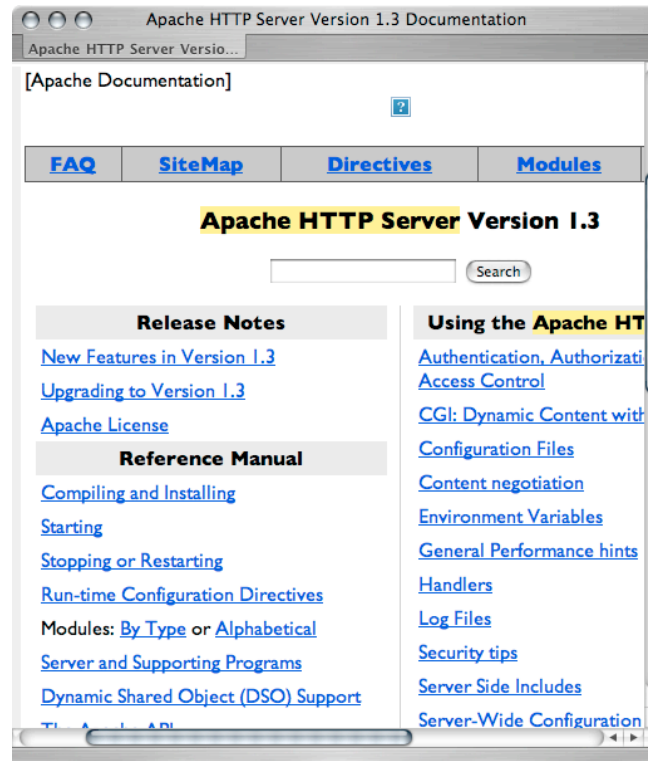 Apache HTTP Server Version 1.3 Documentation
Apache HTTP Server Versio...
[Apache Documentation]
?
FAQ SiteMap Directives Modules
Apache HTTP Server Version 1.3
Search
Release Notes
New Features in Version 1.3
Upgrading to Version 1.3
Apache License
Reference Manual
Compiling and Installing
Starting
Stopping or Restarting
Run-time Configuration Directives
Modules: By Type or Alphabetical
Server and Supporting Programs
Dynamic Shared Object (DSO) Support
The Apache API
Using the Apache HT
Authentication, Authorizati
Access Control
CGI: Dynamic Content with
Configuration Files
Content negotiation
Environment Variables
General Performance hints
Handlers
Log Files
Security tips
Server Side Includes
Server-Wide Configuration